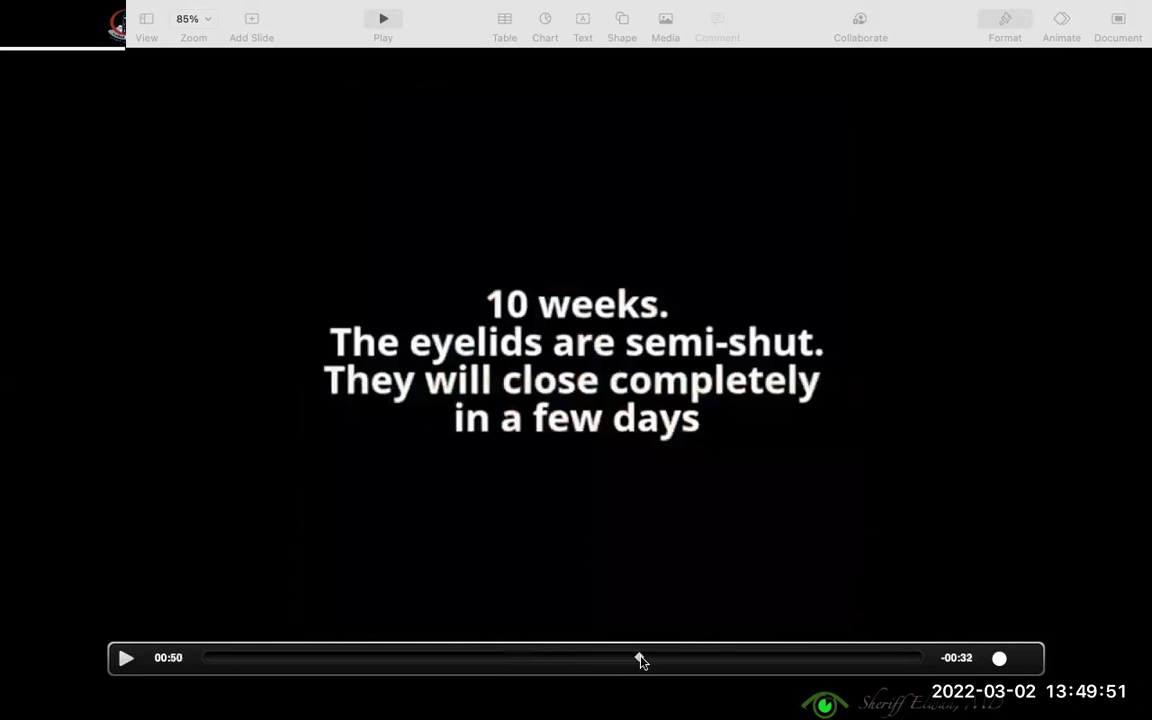 85%
View
Zoom
Add Slide
Play
Table
Chart
Text
Shape
Media
Comment
Collaborate
Format
Animate
Document
10 weeks.
The eyelids are semi-shut.
They will close completely
in a few days
00:50
-00:32
2022-03-02 13:49:51
Sheriff